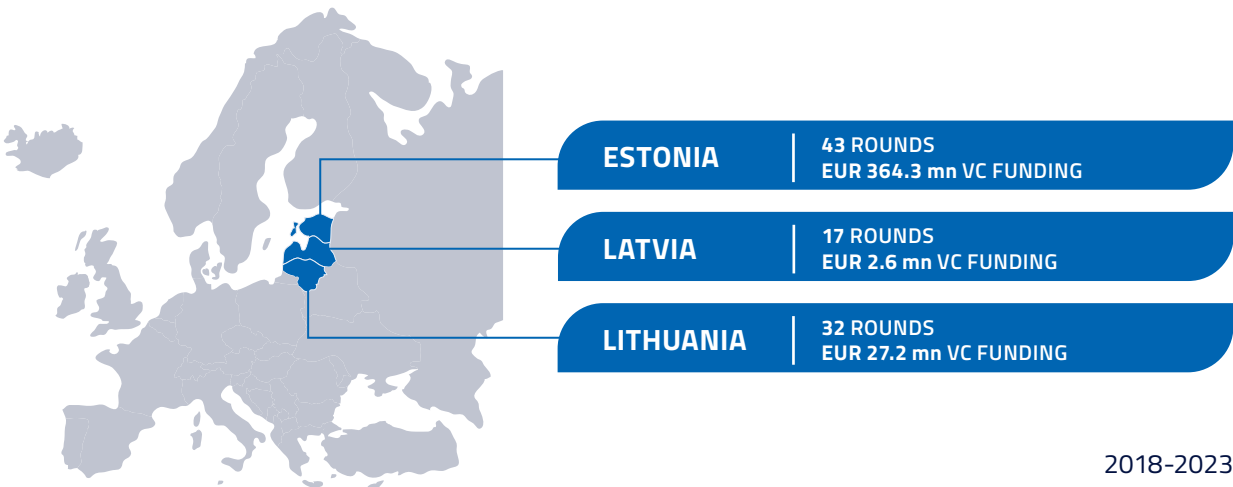 ESTONIA
43 ROUNDS
EUR 364.3 mn VC FUNDING
LATVIA
17 ROUNDS
EUR 2.6 mn VC FUNDING
LITHUANIA
32 ROUNDS
EUR 27.2 mn VC FUNDING
2018-2023